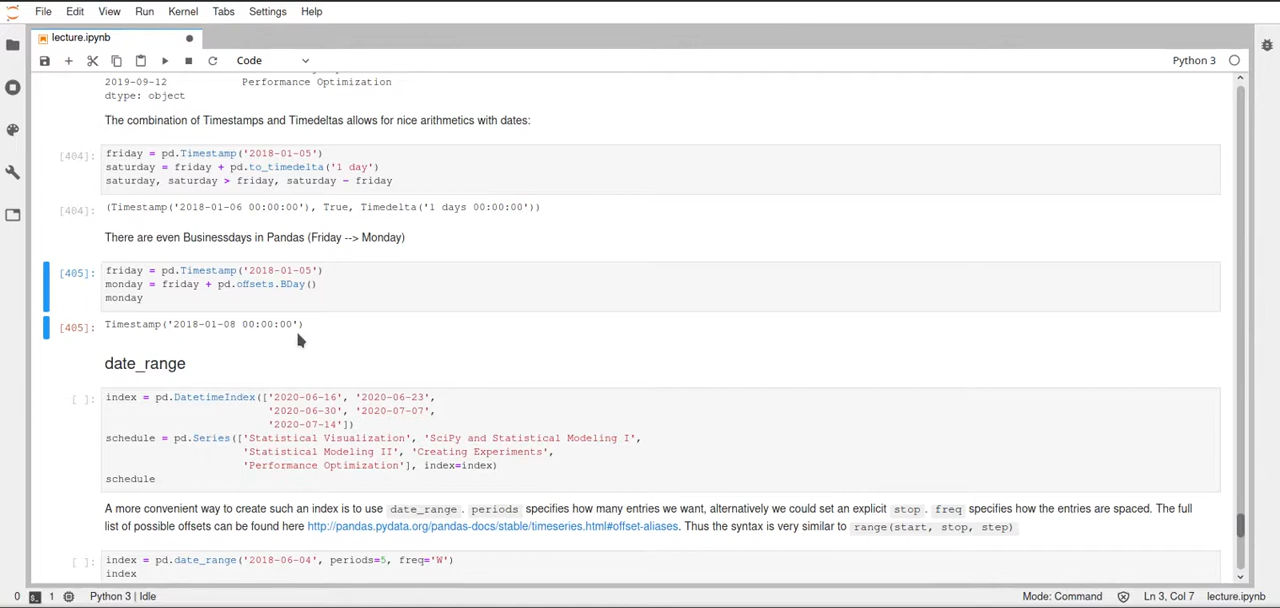 File Edit View Run Kernel Tabs Settings Help
lecture.ipynb
Code
Python 3
2019-09-12 Performance Optimization
dtype: object
The combination of Timestamps and Timedeltas allows for nice arithmetics with dates:
[404]: friday = pd.Timestamp('2018-01-05')
saturday = friday + pd.to_timedelta('1 day')
saturday, saturday > friday, saturday - friday
[404]: (Timestamp('2018-01-06 00:00:00'), True, Timedelta('1 days 00:00:00'))
There are even Businessdays in Pandas (Friday --> Monday)
[405]: friday = pd.Timestamp('2018-01-05')
monday = friday + pd.offsets.BDay()
monday
[405]: Timestamp('2018-01-08 00:00:00')
date_range
[ ]: index = pd.DatetimeIndex(['2020-06-16', '2020-06-23',
'2020-06-30', '2020-07-07',
'2020-07-14'])
schedule = pd.Series(['Statistical Visualization', 'SciPy and Statistical Modeling I',
'Statistical Modeling II', 'Creating Experiments',
'Performance Optimization'], index=index)
schedule
A more convenient way to create such an index is to use date_range. periods specifies how many entries we want, alternatively we could set an explicit stop. freq specifies how the entries are spaced. The full
list of possible offsets can be found here http://pandas.pydata.org/pandas-docs/stable/timeseries.html#offset-aliases. Thus the syntax is very similar to range(start, stop, step)
[ ]: index = pd.date_range('2018-06-04', periods=5, freq='W')
index
0 1 Python 3 | Idle Mode: Command Ln 3, Col 7 lecture.ipynb